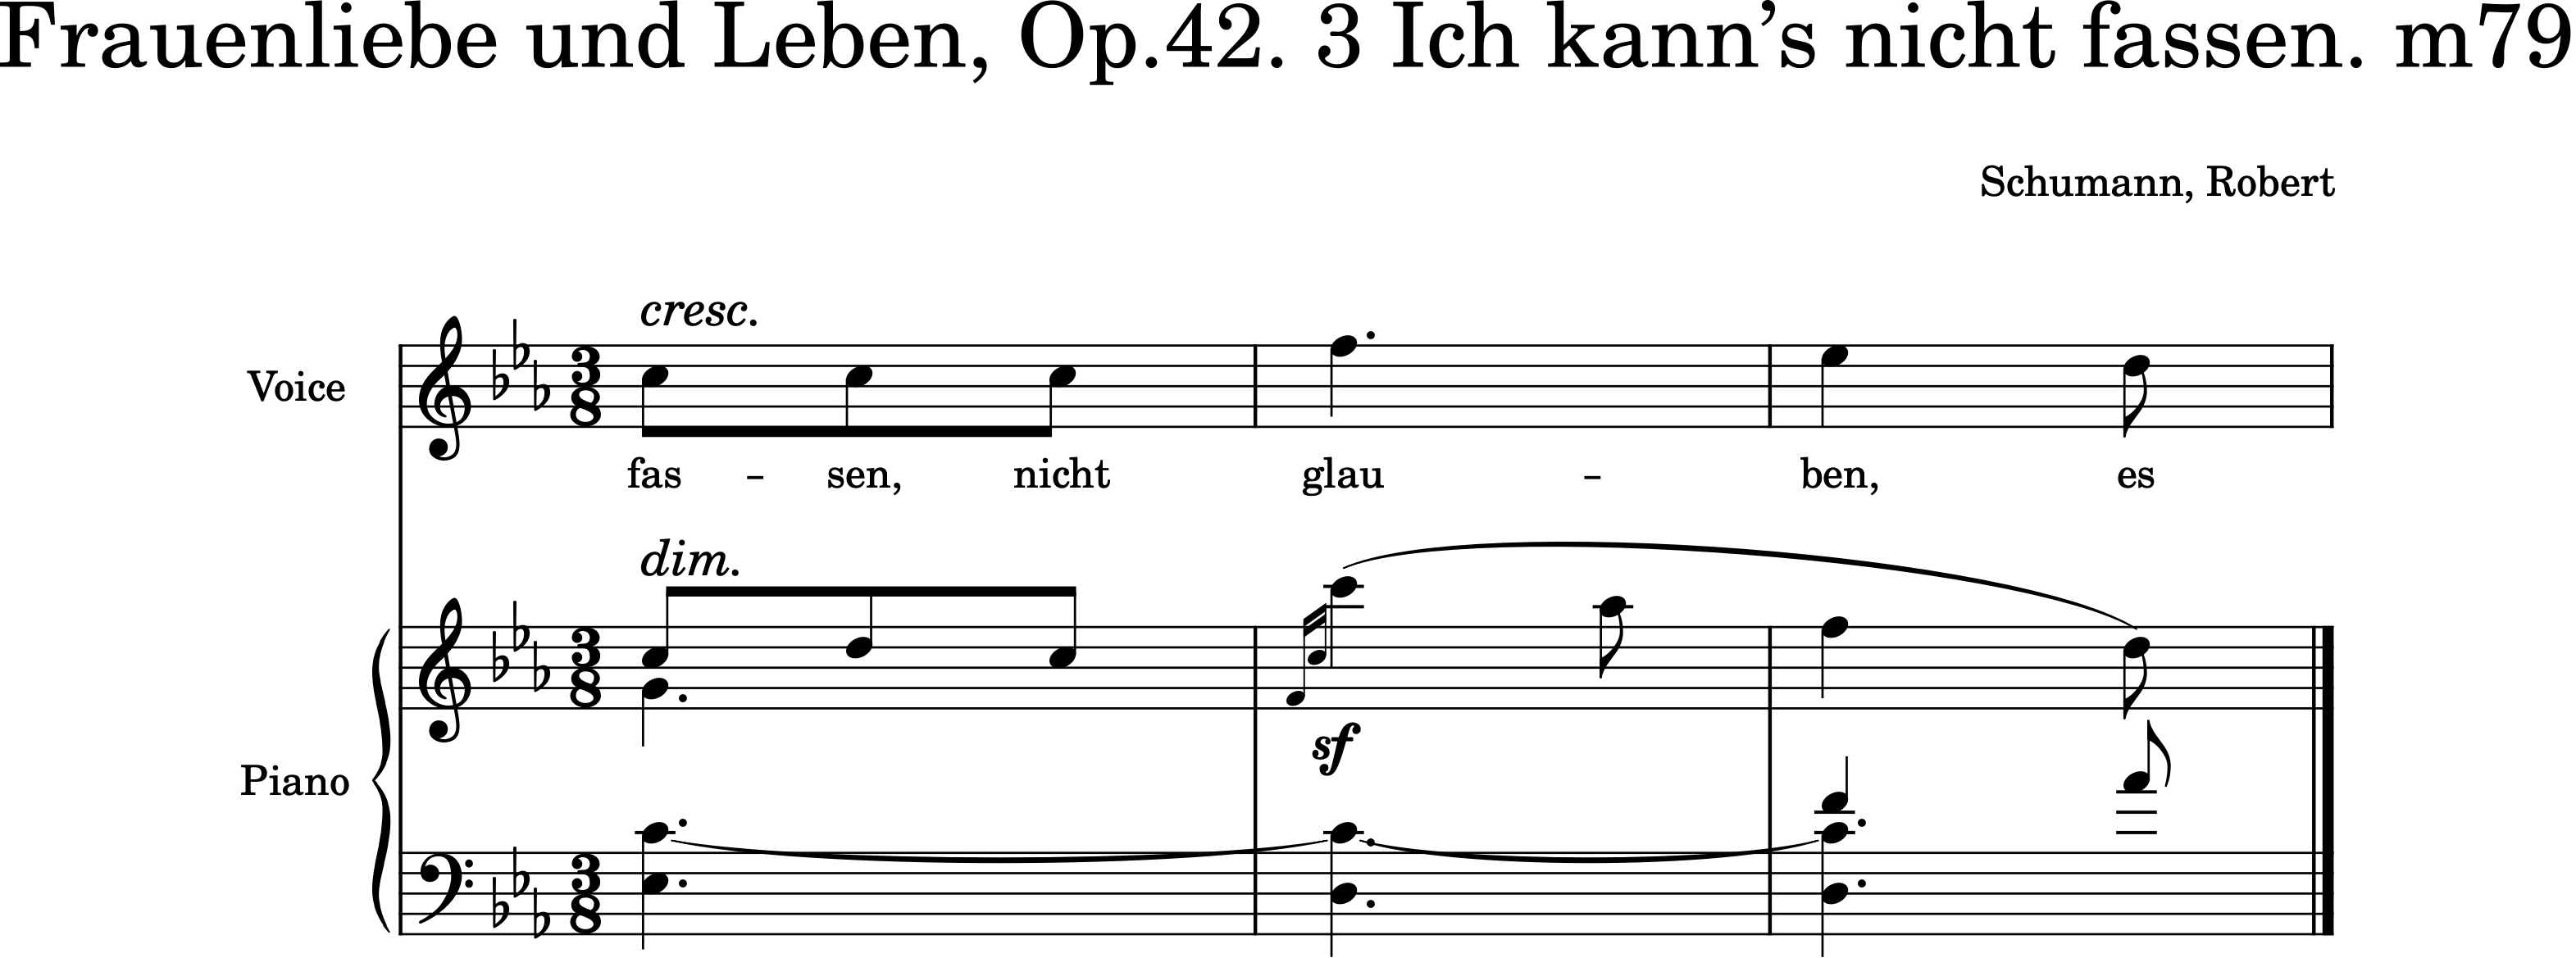 Frauenliebe und Leben, Op.42. 3 Ich kann’s nicht fassen. m79
Schumann, Robert
cresc.
Voice
fas - sen, nicht glau - ben, es
dim.
sf
Piano